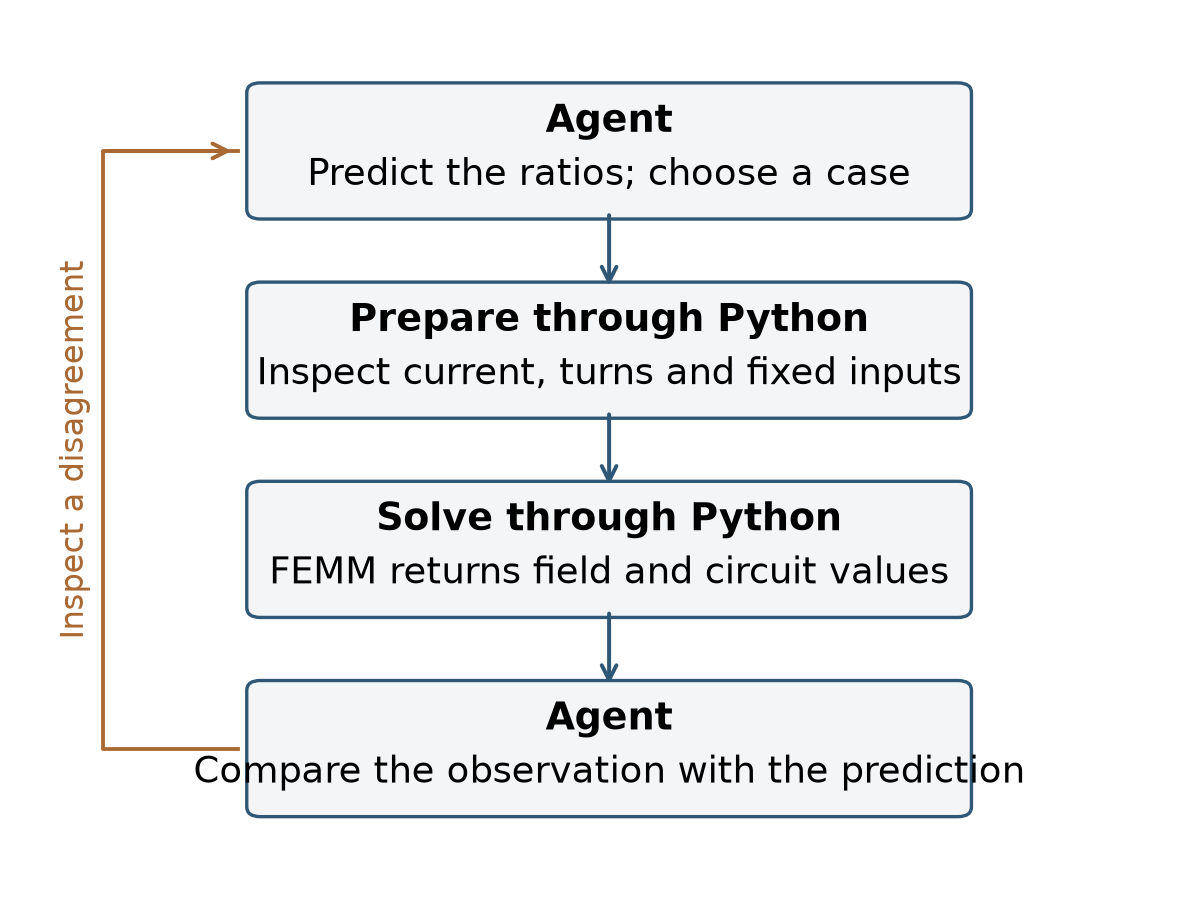 Agent
Predict the ratios; choose a case
Prepare through Python
Inspect current, turns and fixed inputs
Solve through Python
FEMM returns field and circuit values
Agent
Compare the observation with the prediction
Inspect a disagreement